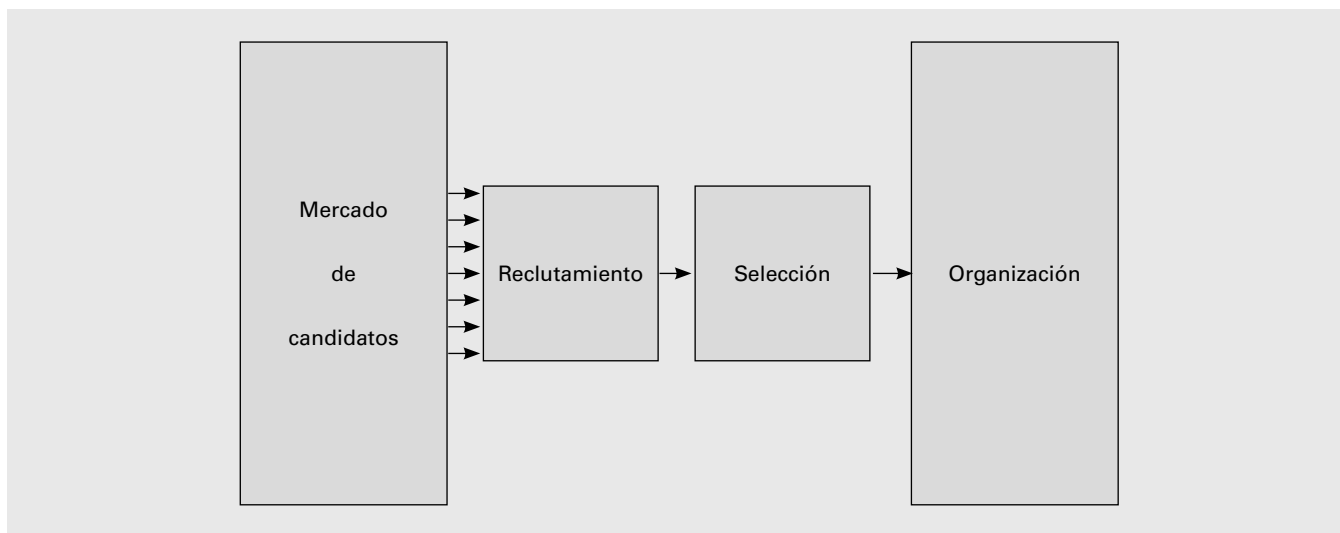 Mercado
de
candidatos
Reclutamiento
Selección
Organización